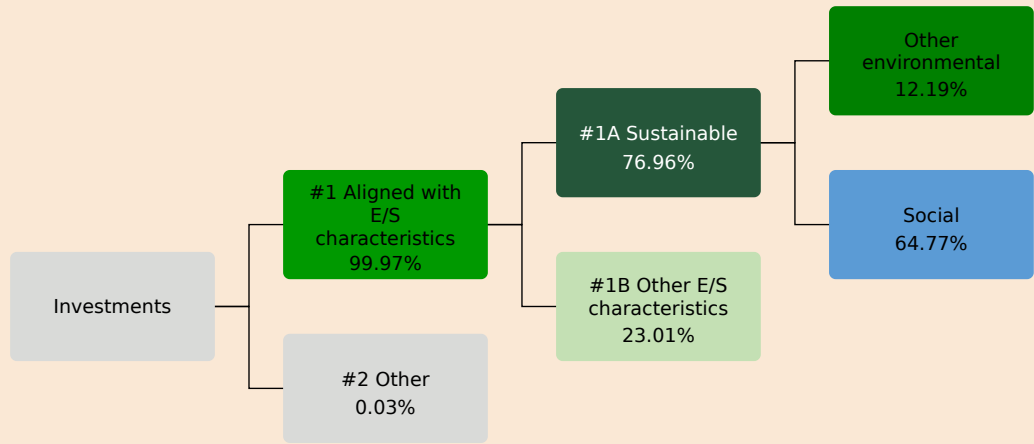 Investments
#1 Aligned with
E/S
characteristics
99.97%
#2 Other
0.03%
#1A Sustainable
76.96%
#1B Other E/S
characteristics
23.01%
Other
environmental
12.19%
Social
64.77%